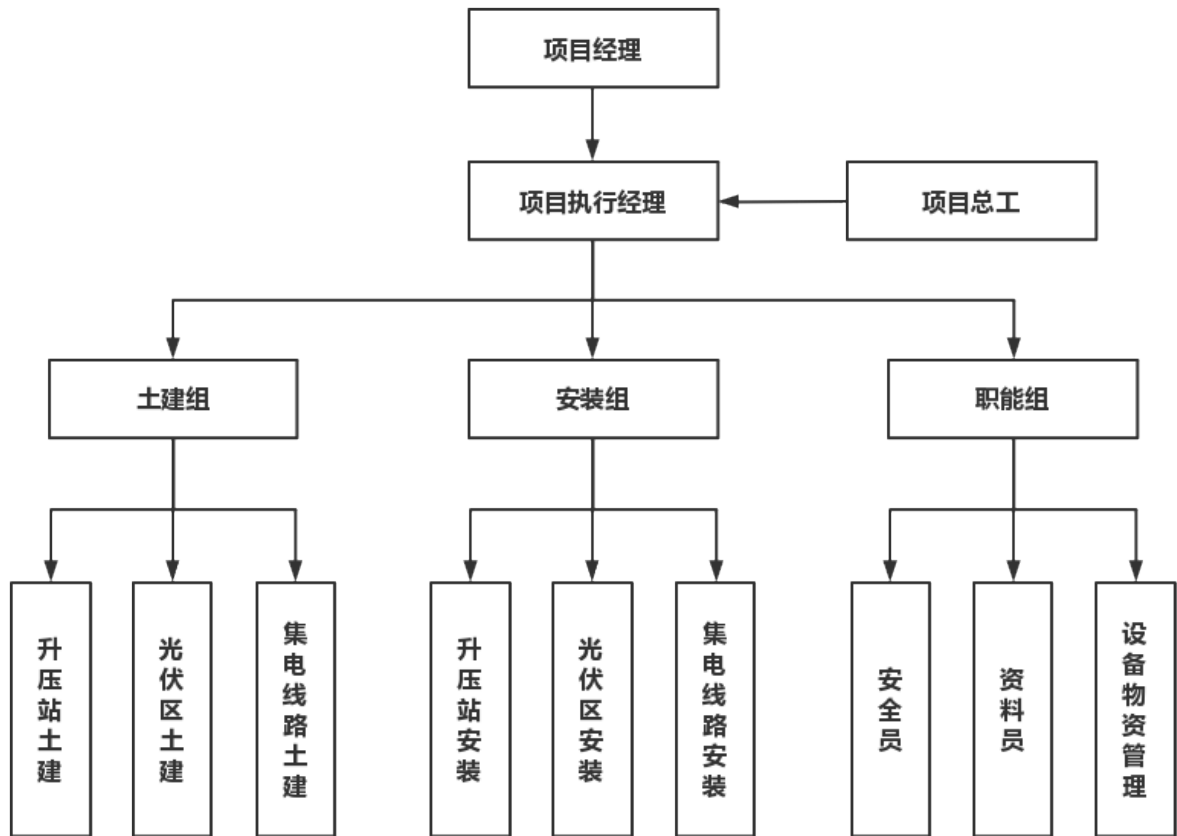 项目经理
项目执行经理
项目总工
土建组
安装组
职能组
升压站土建
光伏区土建
集电线路土建
升压站安装
光伏区安装
集电线路安装
安全员
资料员
设备物资管理